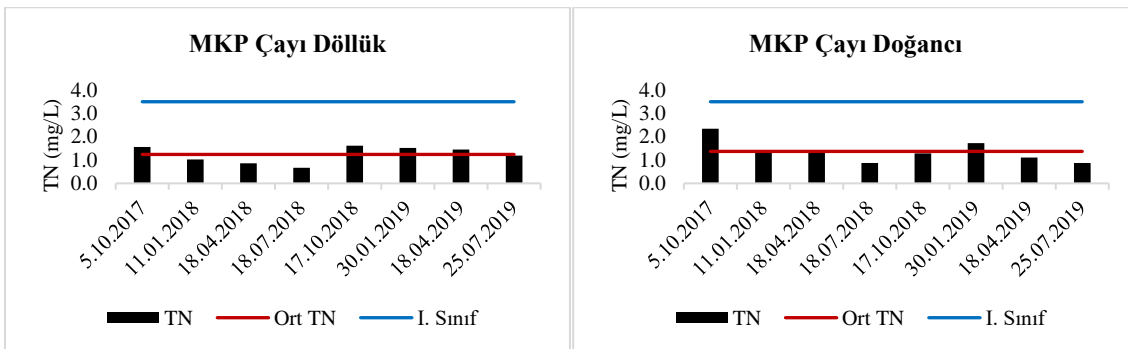 MKP Çayı Döllük
TN (mg/L)
4.0
3.0
2.0
1.0
0.0
5.10.2017
11.01.2018
18.04.2018
18.07.2018
17.10.2018
30.01.2019
18.04.2019
25.07.2019
TN
Ort TN
I. Sınıf
MKP Çayı Doğancı
TN (mg/L)
4.0
3.0
2.0
1.0
0.0
5.10.2017
11.01.2018
18.04.2018
18.07.2018
17.10.2018
30.01.2019
18.04.2019
25.07.2019
TN
Ort TN
I. Sınıf